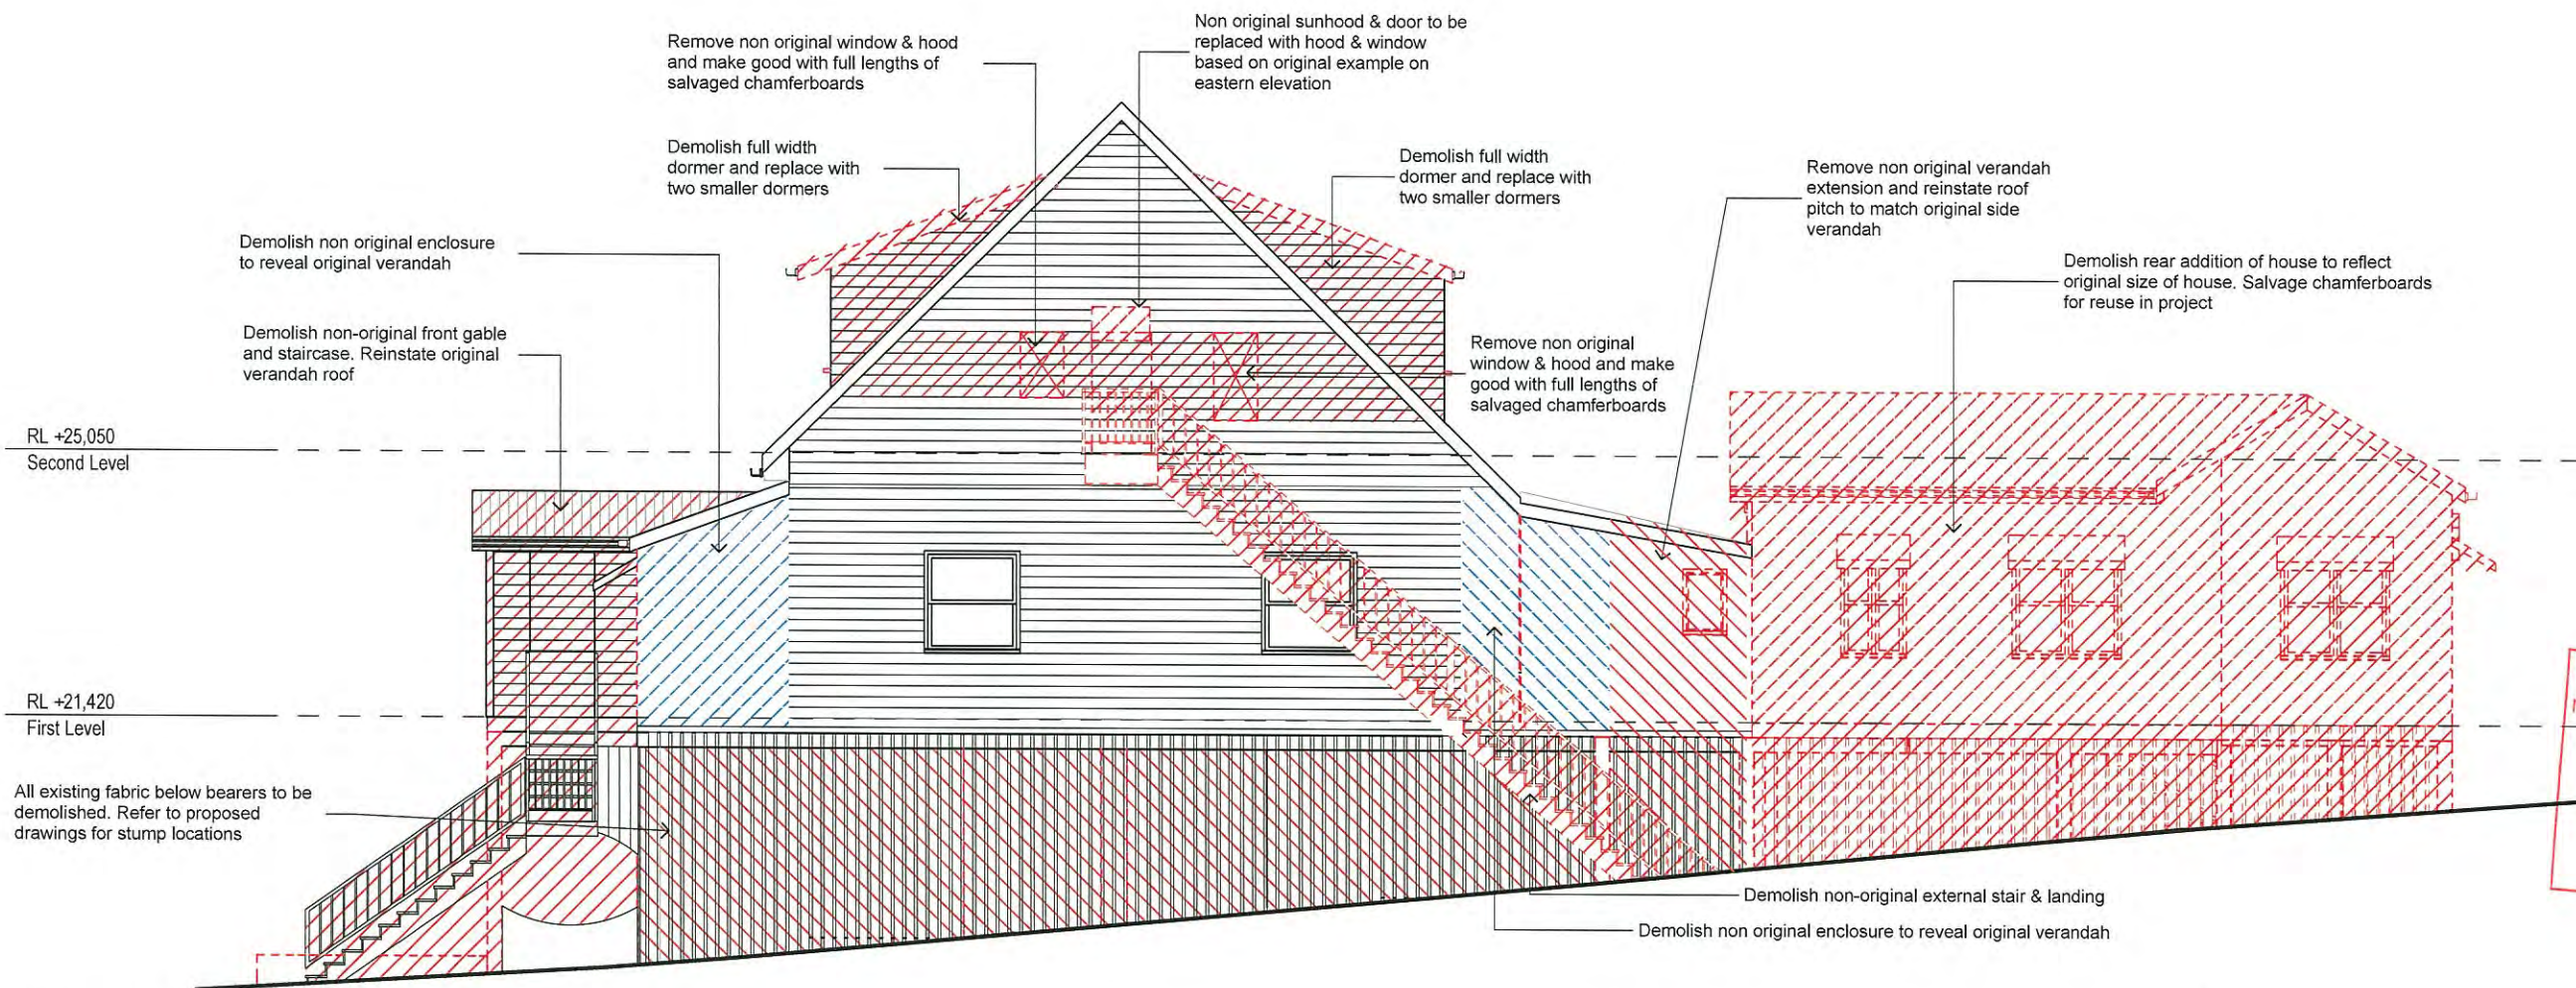 Non original sunhood & door to be
replaced with hood & window
based on original example on
eastern elevation
Remove non original window & hood
and make good with full lengths of
salvaged chamferboards
Demolish full width
dormer and replace with
two smaller dormers
Demolish full width
dormer and replace with
two smaller dormers
Remove non original verandah
extension and reinstate roof
pitch to match original side
verandah
Demolish non original enclosure
to reveal original verandah
Demolish rear addition of house to reflect
original size of house. Salvage chamferboards
for reuse in project
Demolish non-original front gable
and staircase. Reinstate original
verandah roof
Remove non original
window & hood and make
good with full lengths of
salvaged chamferboards
RL +25,050
Second Level
RL +21,420
First Level
All existing fabric below bearers to be
demolished. Refer to proposed
drawings for stump locations
Demolish non-original external stair & landing
Demolish non original enclosure to reveal original verandah